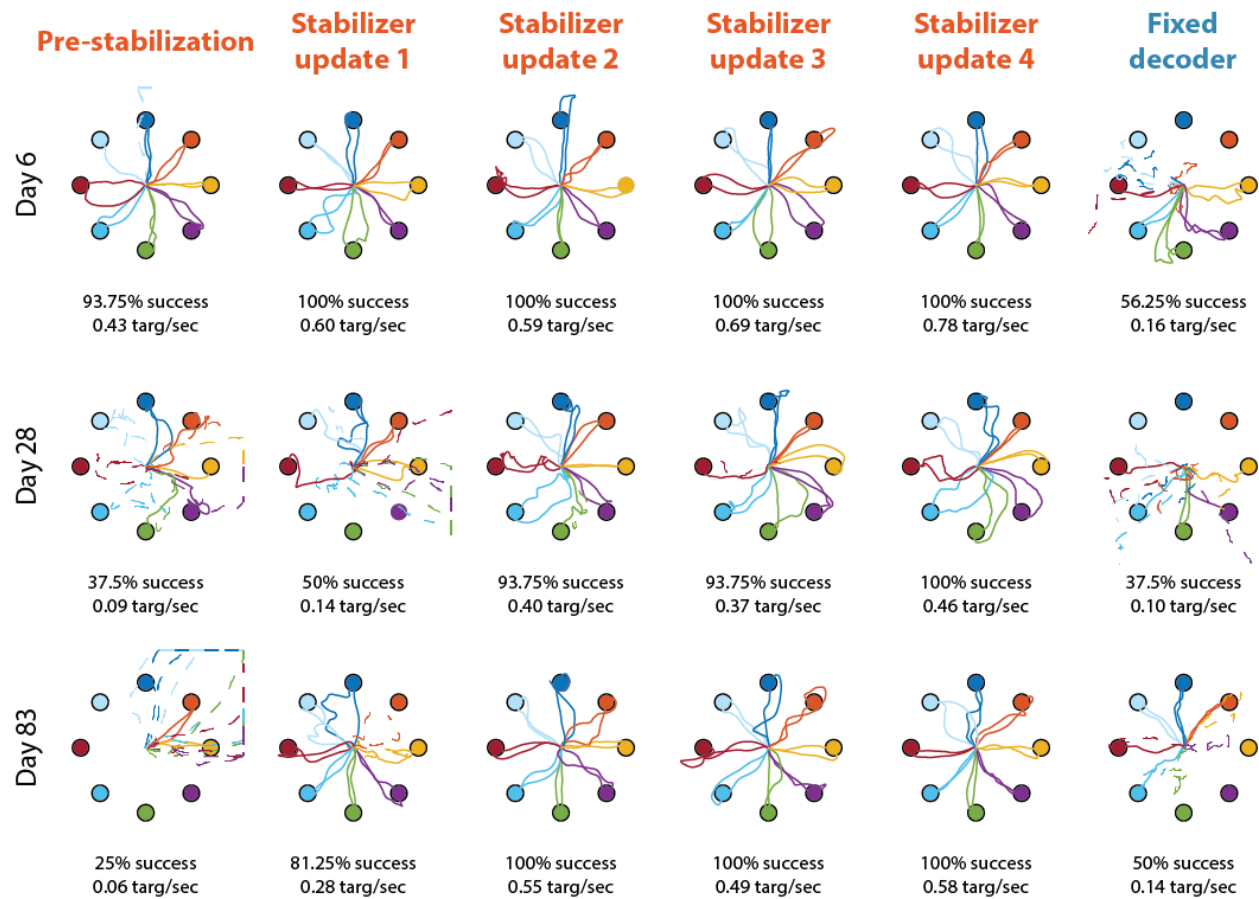 Pre-stabilization
Stabilizer
update 1
Stabilizer
update 2
Stabilizer
update 3
Stabilizer
update 4
Fixed
decoder
Day 6
93.75% success
0.43 targ/sec
100% success
0.60 targ/sec
100% success
0.59 targ/sec
100% success
0.69 targ/sec
100% success
0.78 targ/sec
56.25% success
0.16 targ/sec
Day 28
37.5% success
0.09 targ/sec
50% success
0.14 targ/sec
93.75% success
0.40 targ/sec
93.75% success
0.37 targ/sec
100% success
0.46 targ/sec
37.5% success
0.10 targ/sec
Day 83
25% success
0.06 targ/sec
81.25% success
0.28 targ/sec
100% success
0.55 targ/sec
100% success
0.49 targ/sec
100% success
0.58 targ/sec
50% success
0.14 targ/sec